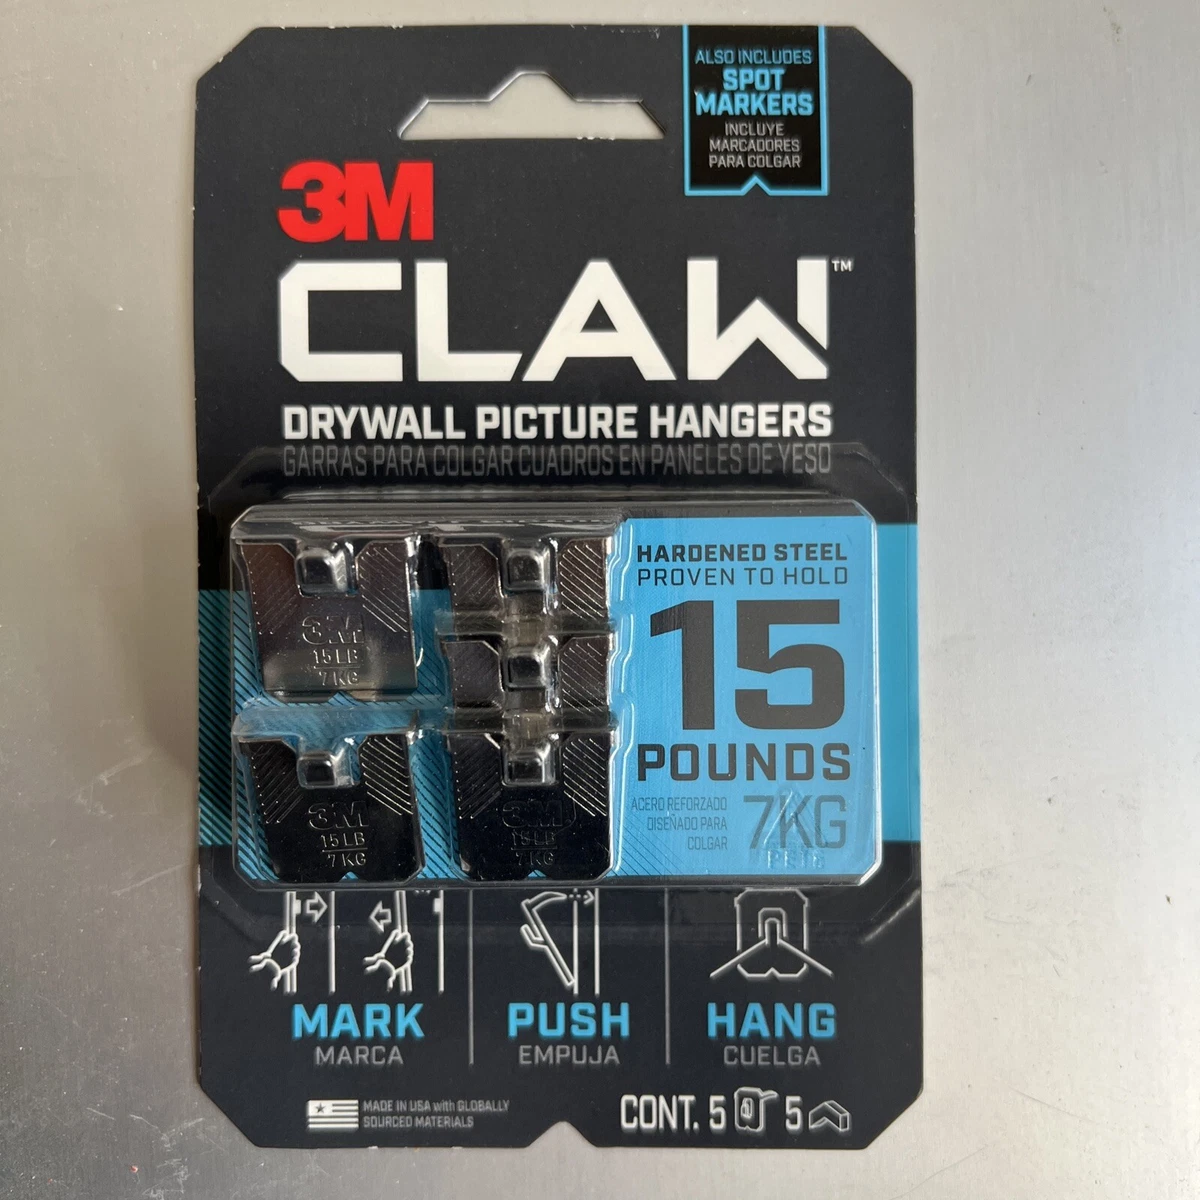 ALSO INCLUDES
SPOT
MARKERS
INCLUYE
MARCADORES
PARA COLGAR
3M
CLAW™
DRYWALL PICTURE HANGERS
GARRAS PARA COLGAR CUADROS EN PANELES DE YESO
HARDENED STEEL
PROVEN TO HOLD
15
POUNDS
ACERO REFORZADO
DISEÑADO PARA
COLGAR
7KG
3M
15 LB
7 KG
3M
15 LB
7 KG
3M
15 LB
7 KG
MARK
MARCA
PUSH
EMPUJA
HANG
CUELGA
MADE IN USA with GLOBALLY
SOURCED MATERIALS
CONT. 5 5